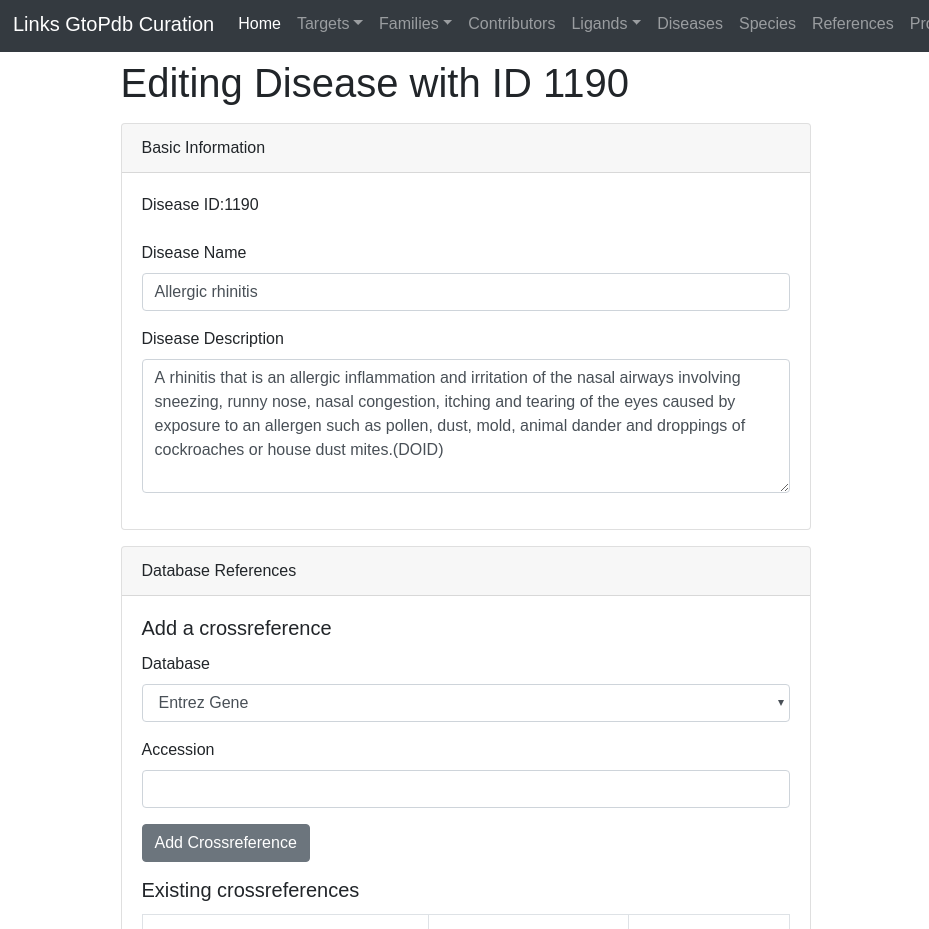 Links GtoPdb Curation Home Targets Families Contributors Ligands Diseases Species References
Editing Disease with ID 1190
Basic Information
Disease ID:1190
Disease Name
Allergic rhinitis
Disease Description
A rhinitis that is an allergic inflammation and irritation of the nasal airways involving
sneezing, runny nose, nasal congestion, itching and tearing of the eyes caused by
exposure to an allergen such as pollen, dust, mold, animal dander and droppings of
cockroaches or house dust mites.(DOID)
Database References
Add a crossreference
Database
Entrez Gene
Accession
Add Crossreference
Existing crossreferences